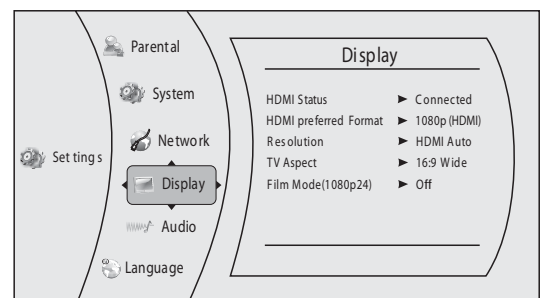 Settings
Parental
System
Network
Display
Audio
Language
Display
HDMI Status ► Connected
HDMI preferred Format ► 1080p (HDMI)
Resolution ► HDMI Auto
TV Aspect ► 16:9 Wide
Film Mode(1080p24) ► Off